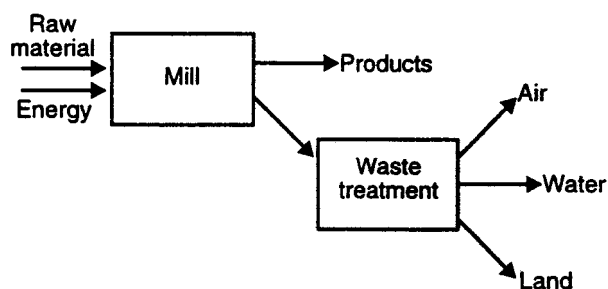 Raw
material
Energy
Mill
Products
Waste
treatment
Air
Water
Land